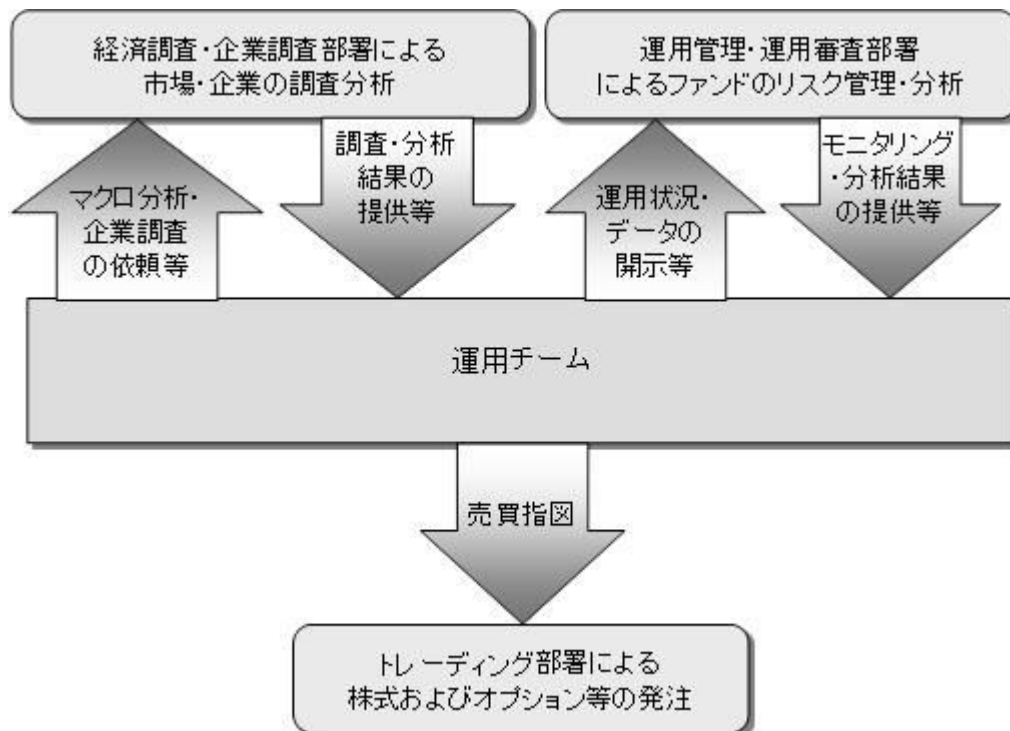 経済調査・企業調査部署による
市場・企業の調査分析
運用管理・運用審査部署
によるファンドのリスク管理・分析
マクロ分析・
企業調査
の依頼等
調査・分析
結果の
提供等
運用状況・
データの
開示等
モニタリング
・分析結果
の提供等
運用チーム
売買指図
トレーディング部署による
株式およびオプション等の発注